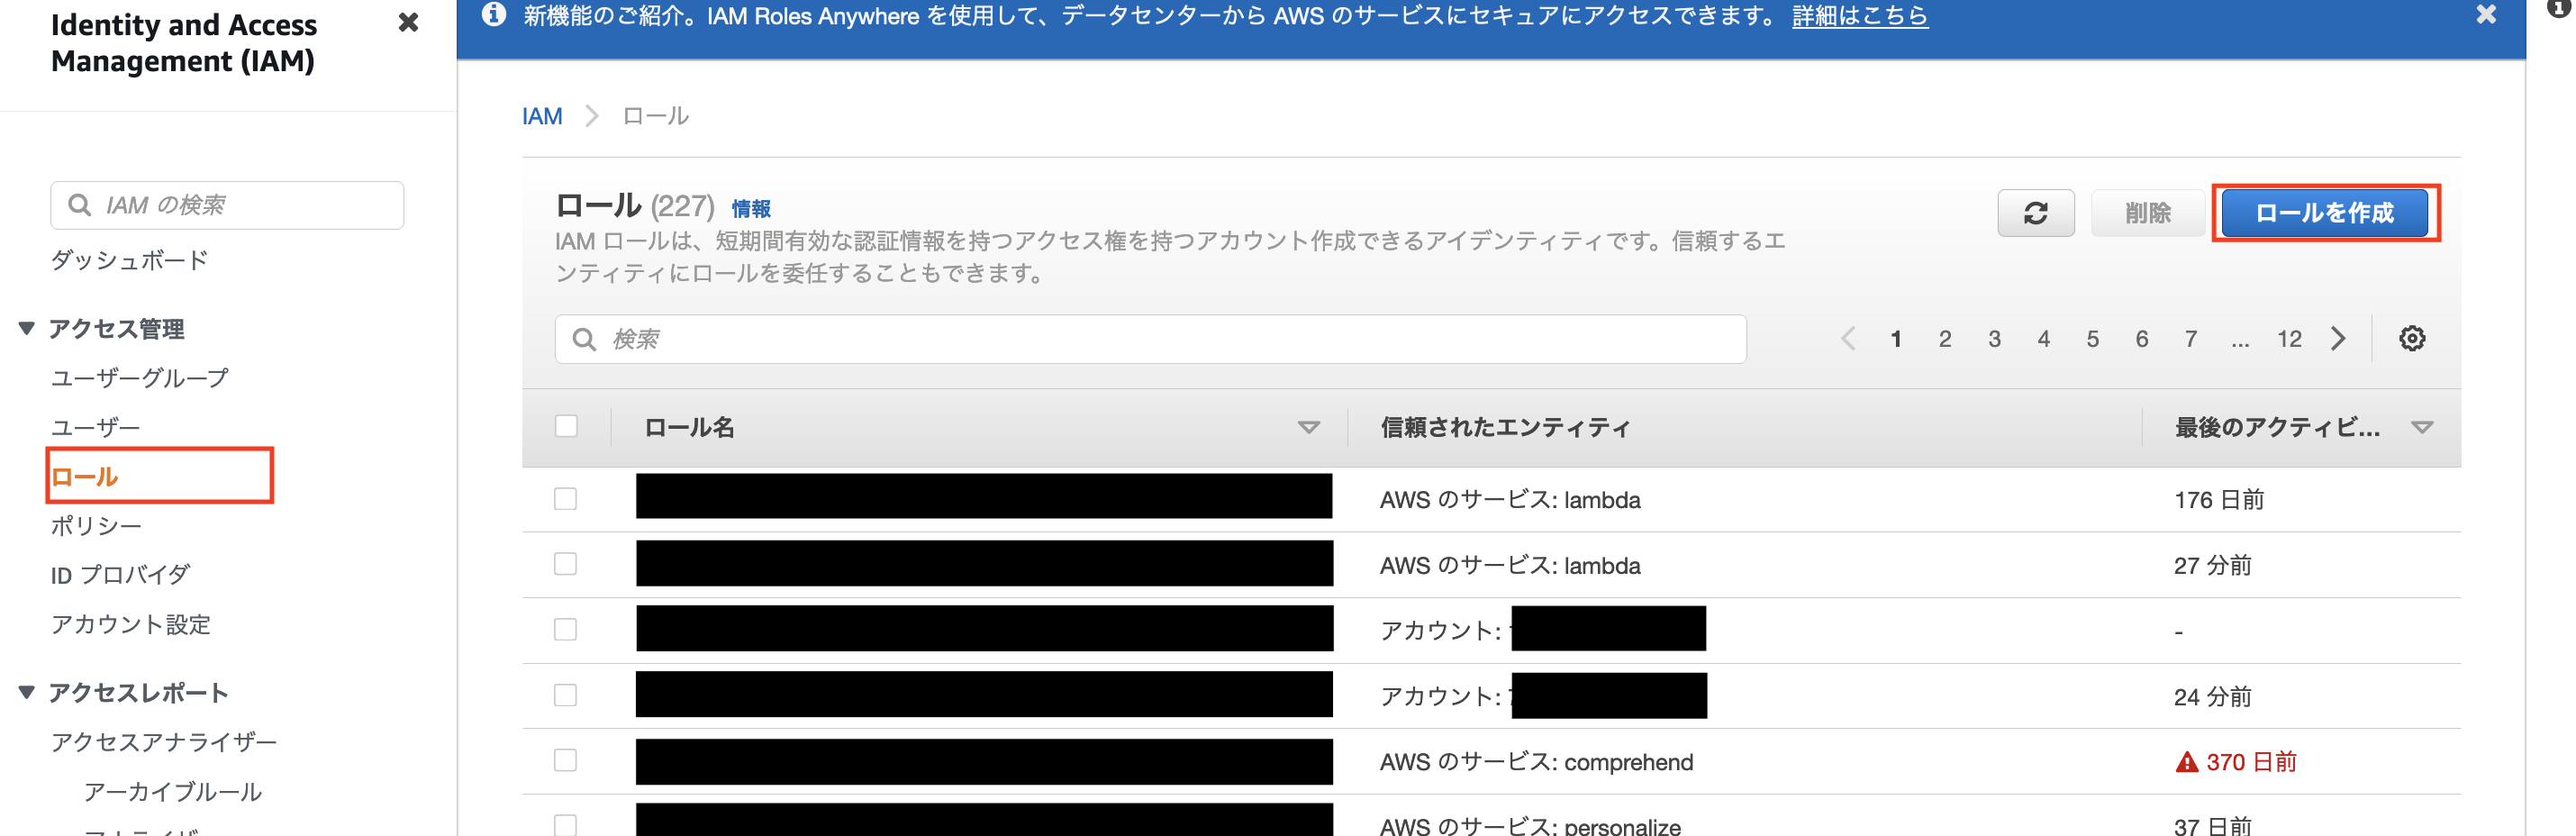 Identity and Access
Management (IAM)
IAM の検索
ダッシュボード
アクセス管理
ユーザーグループ
ユーザー
ロール
ポリシー
ID プロバイダ
アカウント設定
アクセスレポート
アクセスアナライザー
アーカイブルール
アナライザー
新機能のご紹介。IAM Roles Anywhere を使用して、データセンターから AWS のサービスにセキュアにアクセスできます。 詳細はこちら
IAM ロール
ロール (227) 情報
IAM ロールは、短期間有効な認証情報を持つアクセス権を持つアカウント作成できるアイデンティティです。信頼するエ
ンティティにロールを委任することもできます。
削除
ロールを作成
検索
1 2 3 4 5 6 7 ... 12
ロール名 信頼されたエンティティ 最後のアクティビ...
AWS のサービス: lambda 176 日前
AWS のサービス: lambda 27 分前
アカウント: -
アカウント: 24 分前
AWS のサービス: comprehend 370 日前
AWS のサービス: personalize 37 日前